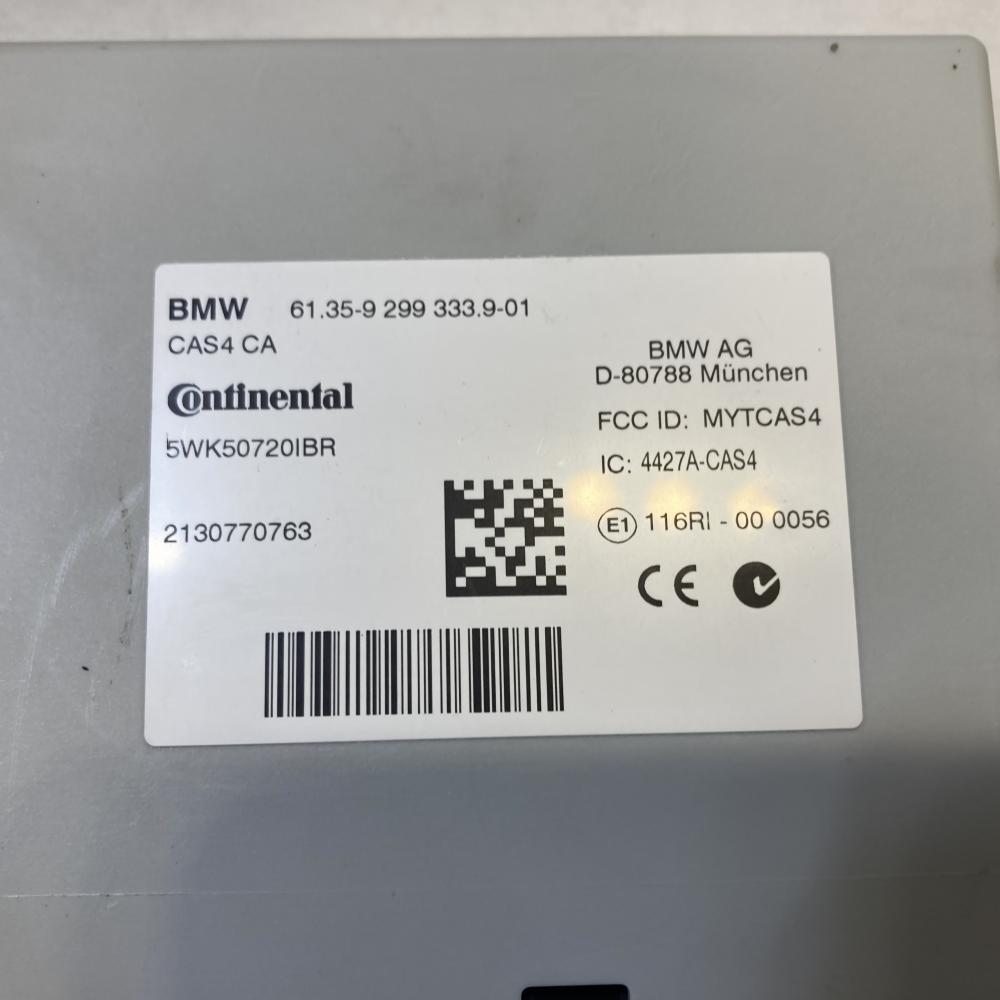 BMW 61.35-9 299 333.9-01
CAS4 CA
Continental
5WK50720IBR
2130770763
BMW AG
D-80788 München
FCC ID: MYTCAS4
IC: 4427A-CAS4
E1 116RI - 00 0056
CE